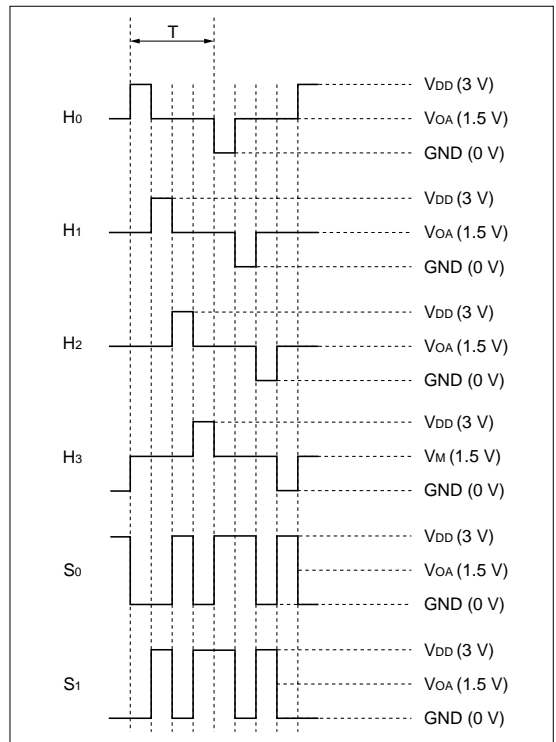 T
VDD (3 V)
H0
VOA (1.5 V)
GND (0 V)
VDD (3 V)
H1
VOA (1.5 V)
GND (0 V)
VDD (3 V)
H2
VOA (1.5 V)
GND (0 V)
VDD (3 V)
H3
VM (1.5 V)
GND (0 V)
VDD (3 V)
S0
VOA (1.5 V)
GND (0 V)
VDD (3 V)
S1
VOA (1.5 V)
GND (0 V)